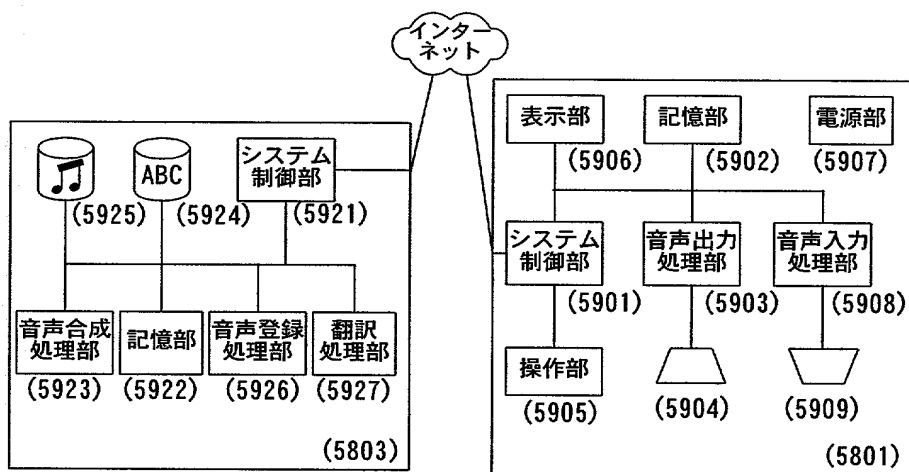 インター
ネット
ABC
(5925)
(5924)
システム
制御部
(5921)
音声合成
処理部
(5923)
記憶部
(5922)
音声登録
処理部
(5926)
翻訳
処理部
(5927)
(5803)
表示部
(5906)
記憶部
(5902)
電源部
(5907)
システム
制御部
(5901)
音声出力
処理部
(5903)
音声入力
処理部
(5908)
操作部
(5905)
(5904)
(5909)
(5801)